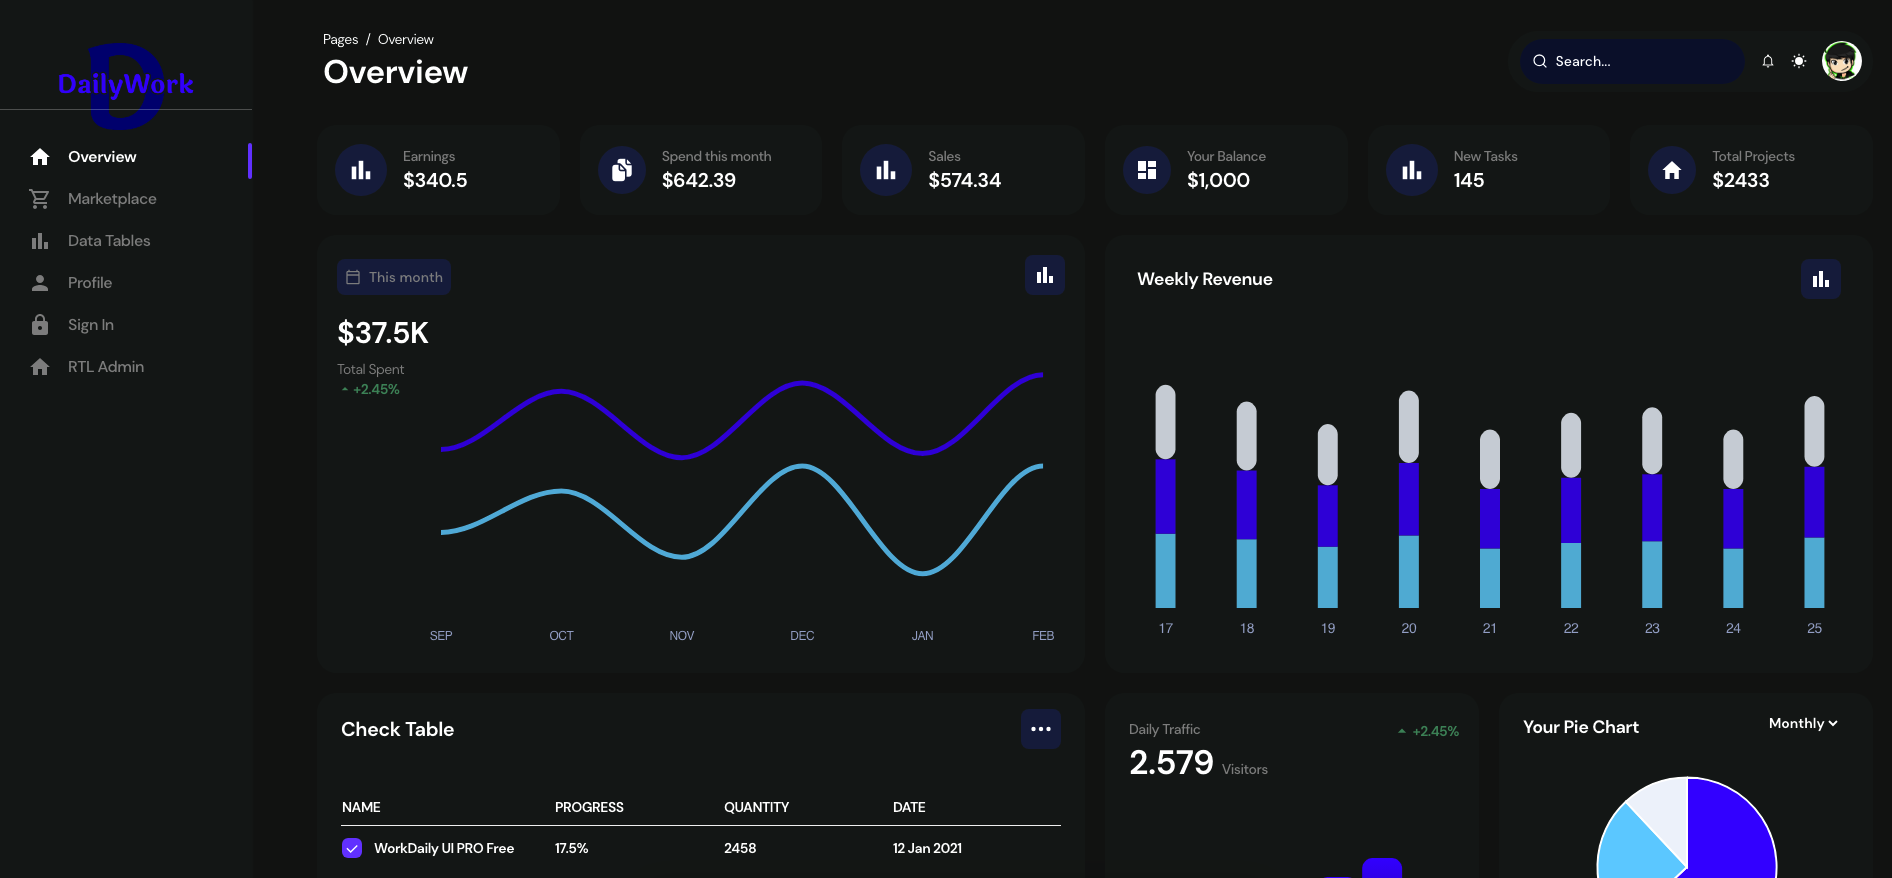 DailyWork
Overview
Marketplace
Data Tables
Profile
Sign In
RTL Admin
Pages / Overview
Overview
Search...
Earnings
$340.5
Spend this month
$642.39
Sales
$574.34
Your Balance
$1,000
New Tasks
145
Total Projects
$2433
This month
$37.5K
Total Spent
+2.45%
SEP OCT NOV DEC JAN FEB
Weekly Revenue
17 18 19 20 21 22 23 24 25
Check Table
NAME PROGRESS QUANTITY DATE
WorkDaily UI PRO Free 17.5% 2458 12 Jan 2021
Daily Traffic
+2.45%
2.579 Visitors
Your Pie Chart
Monthly